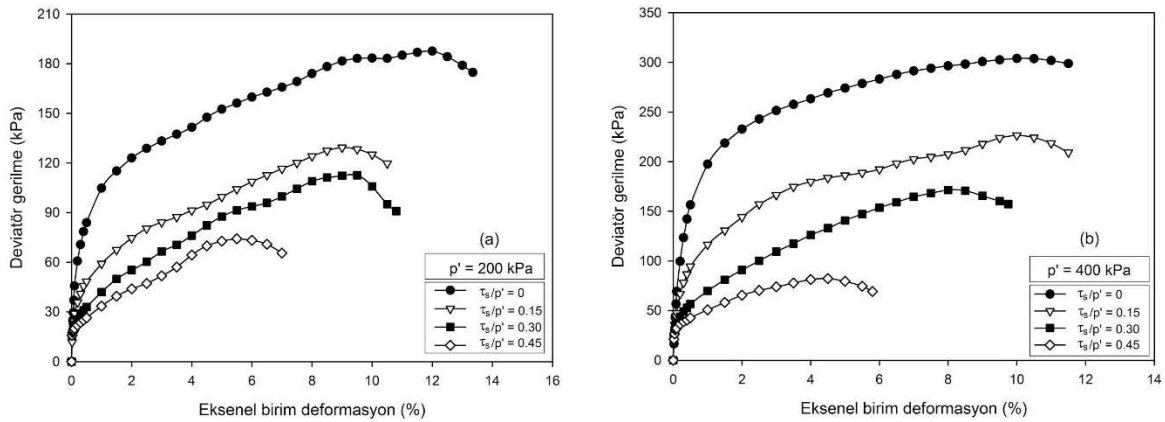 210
180
150
120
90
60
30
0
Deviatör gerilme (kPa)
0 2 4 6 8 10 12 14 16
Eksenel birim deformasyon (%)
(a)
p' = 200 kPa
τs/p' = 0
τs/p' = 0.15
τs/p' = 0.30
τs/p' = 0.45
350
300
250
200
150
100
50
0
Deviatör gerilme (kPa)
0 2 4 6 8 10 12 14
Eksenel birim deformasyon (%)
(b)
p' = 400 kPa
τs/p' = 0
τs/p' = 0.15
τs/p' = 0.30
τs/p' = 0.45